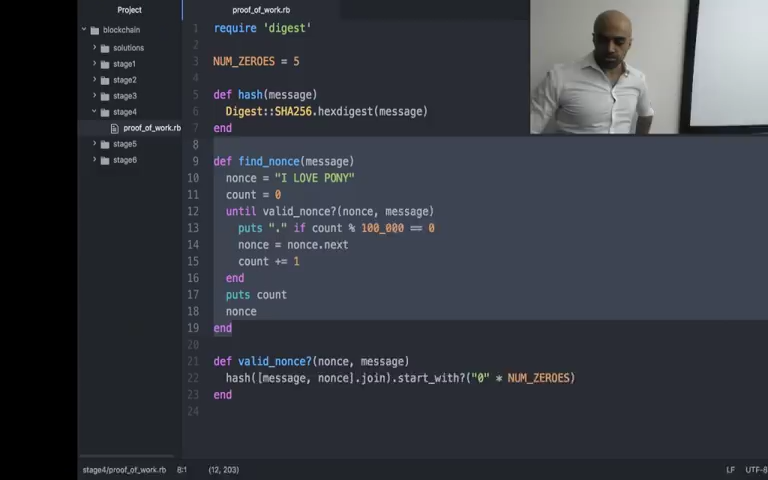 Project
blockchain
solutions
stage1
stage2
stage3
stage4
proof_of_work.rb
stage5
stage6
proof_of_work.rb
1 require 'digest'
2
3 NUM_ZEROES = 5
4
5 def hash(message)
6 Digest::SHA256.hexdigest(message)
7 end
8
9 def find_nonce(message)
10 nonce = "I LOVE PONY"
11 count = 0
12 until valid_nonce?(nonce, message)
13 puts "." if count % 100_000 == 0
14 nonce = nonce.next
15 count += 1
16 end
17 puts count
18 nonce
19 end
20
21 def valid_nonce?(nonce, message)
22 hash([message, nonce].join).start_with?("0" * NUM_ZEROES)
23 end
24
stage4/proof_of_work.rb 8:1 (12, 203) LF UTF-8